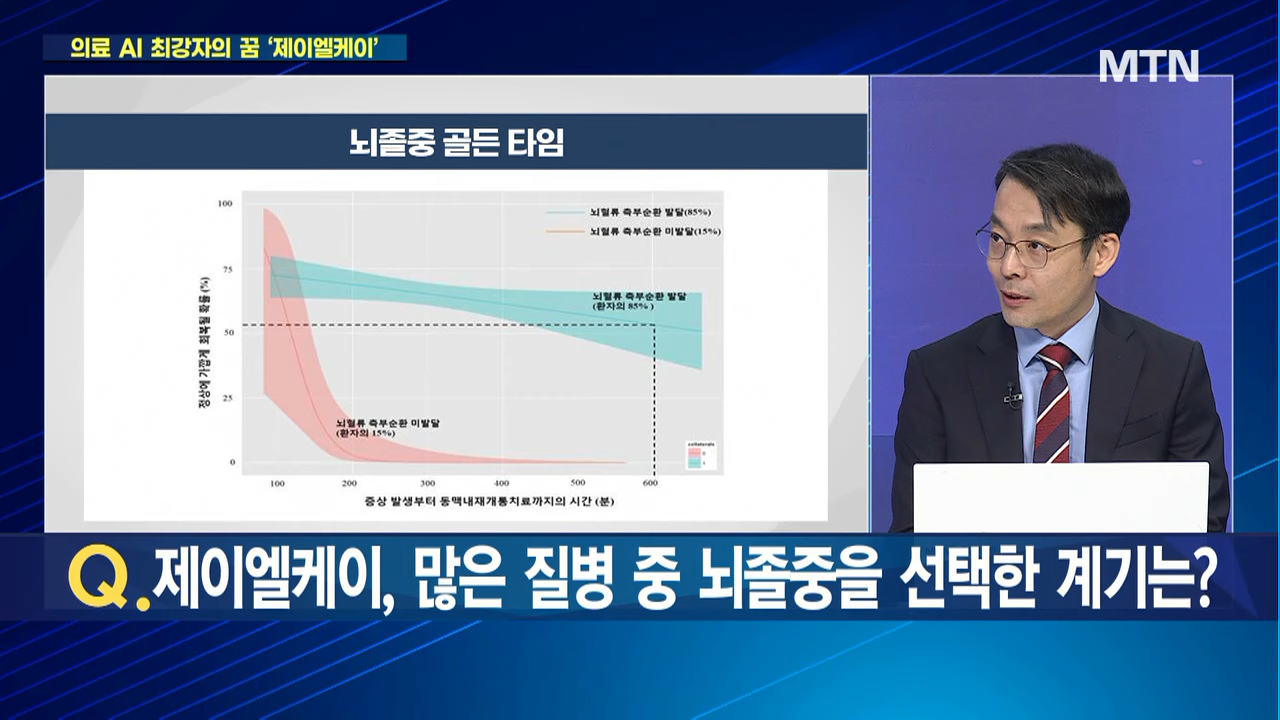 의료 AI 최강자의 꿈 '제이엘케이'
MTN
뇌졸중 골든 타임
100
75
50
25
0
정상에 가깝게 회복될 확률 (%)
뇌혈류 측부순환 발달(85%)
뇌혈류 측부순환 미발달(15%)
뇌혈류 측부순환 발달
(환자의 85% )
뇌혈류 측부순환 미발달
(환자의 15%)
collaterals
0
1
100 200 300 400 500 600
증상 발생부터 동맥내재개통치료까지의 시간 (분)
Q.제이엘케이, 많은 질병 중 뇌졸중을 선택한 계기는?